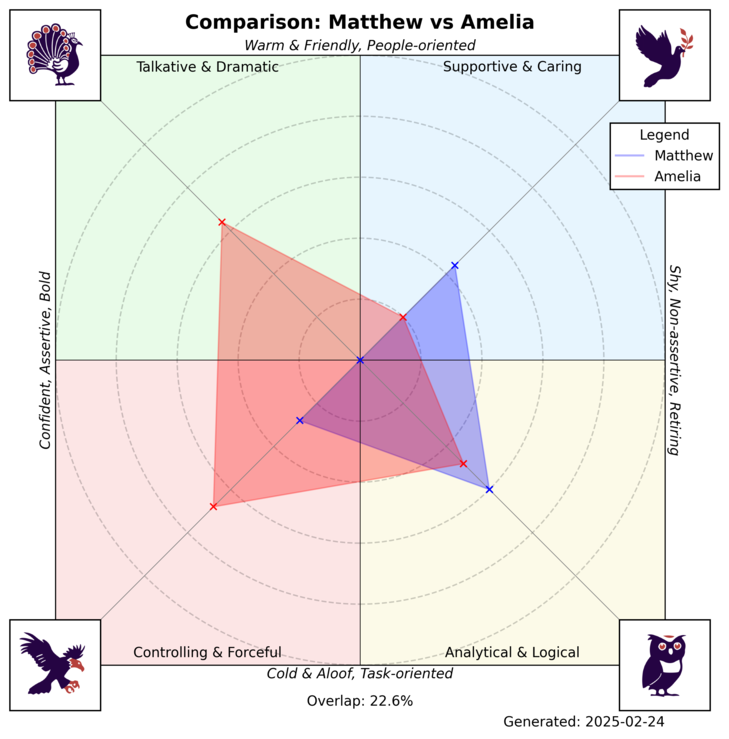 Comparison: Matthew vs Amelia
Warm & Friendly, People-oriented
Talkative & Dramatic
Supportive & Caring
Legend
Matthew
Amelia
Confident, Assertive, Bold
Shy, Non-assertive, Retiring
Controlling & Forceful
Analytical & Logical
Cold & Aloof, Task-oriented
Overlap: 22.6%
Generated: 2025-02-24